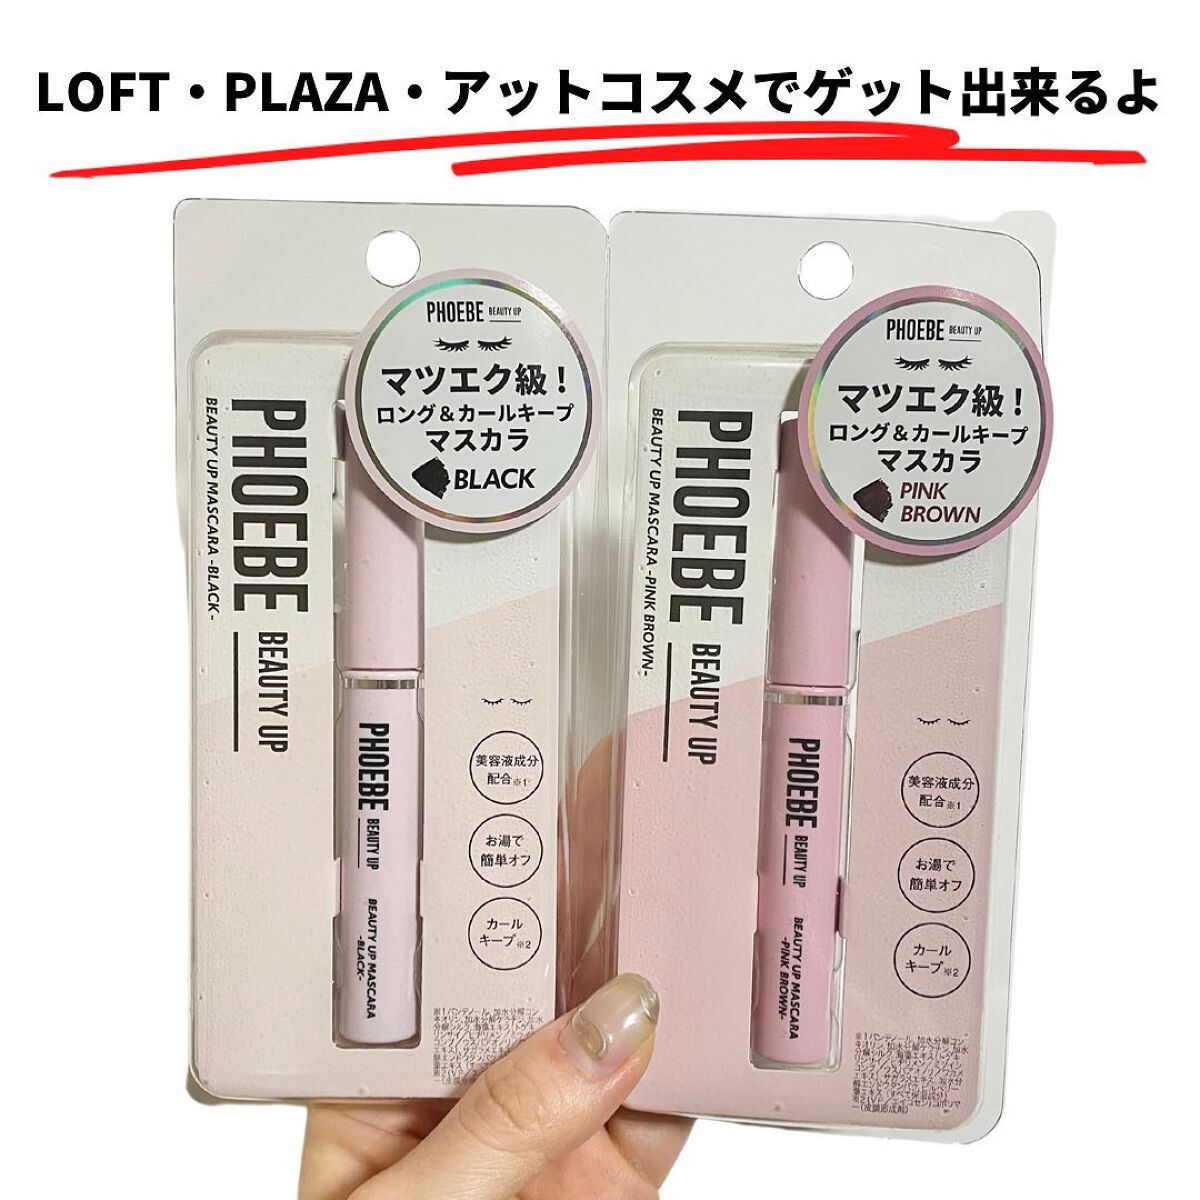 LOFT・PLAZA・アットコスメでゲット出来るよ
PHOEBE BEAUTY UP
マツエク級!
ロング&カールキープ
マスカラ
BLACK
PHOEBE BEAUTY UP
BEAUTY UP MASCARA -BLACK-
PHOEBE BEAUTY UP
BEAUTY UP MASCARA
-BLACK-
美容液成分
配合※1
お湯で
簡単オフ
カール
キープ※2
PHOEBE BEAUTY UP
マツエク級!
ロング&カールキープ
マスカラ
PINK
BROWN
PHOEBE BEAUTY UP
BEAUTY UP MASCARA -PINK BROWN-
PHOEBE BEAUTY UP
BEAUTY UP MASCARA
-PINK BROWN-
美容液成分
配合※1
お湯で
簡単オフ
カール
キープ※2